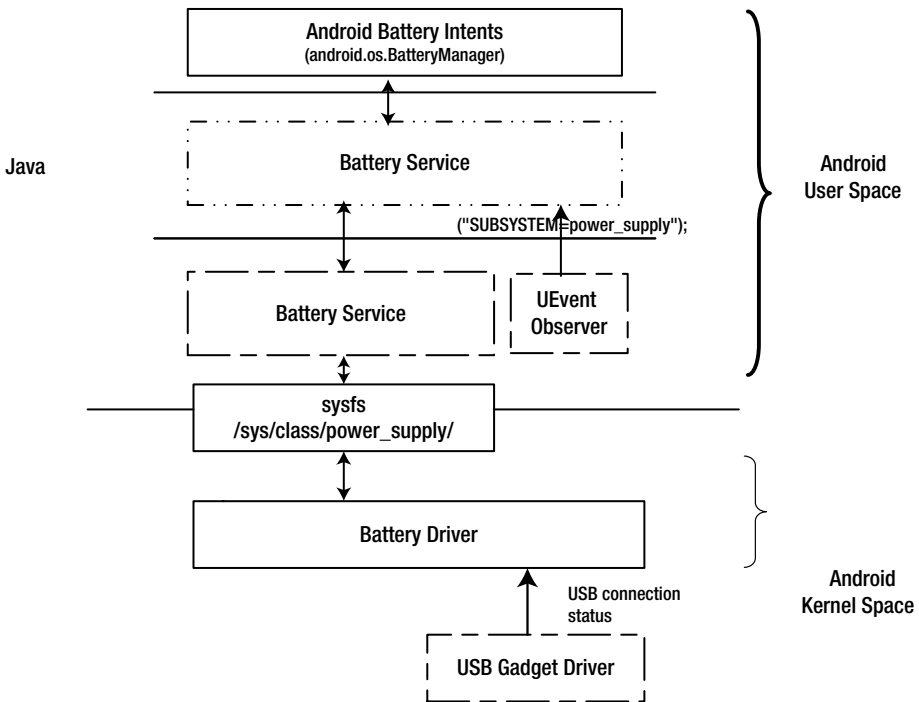 Android Battery Intents
(android.os.BatteryManager)
Java
Battery Service
Android
User Space
("SUBSYSTEM=power_supply");
Battery Service
UEvent
Observer
sysfs
/sys/class/power_supply/
Battery Driver
USB connection
status
Android
Kernel Space
USB Gadget Driver